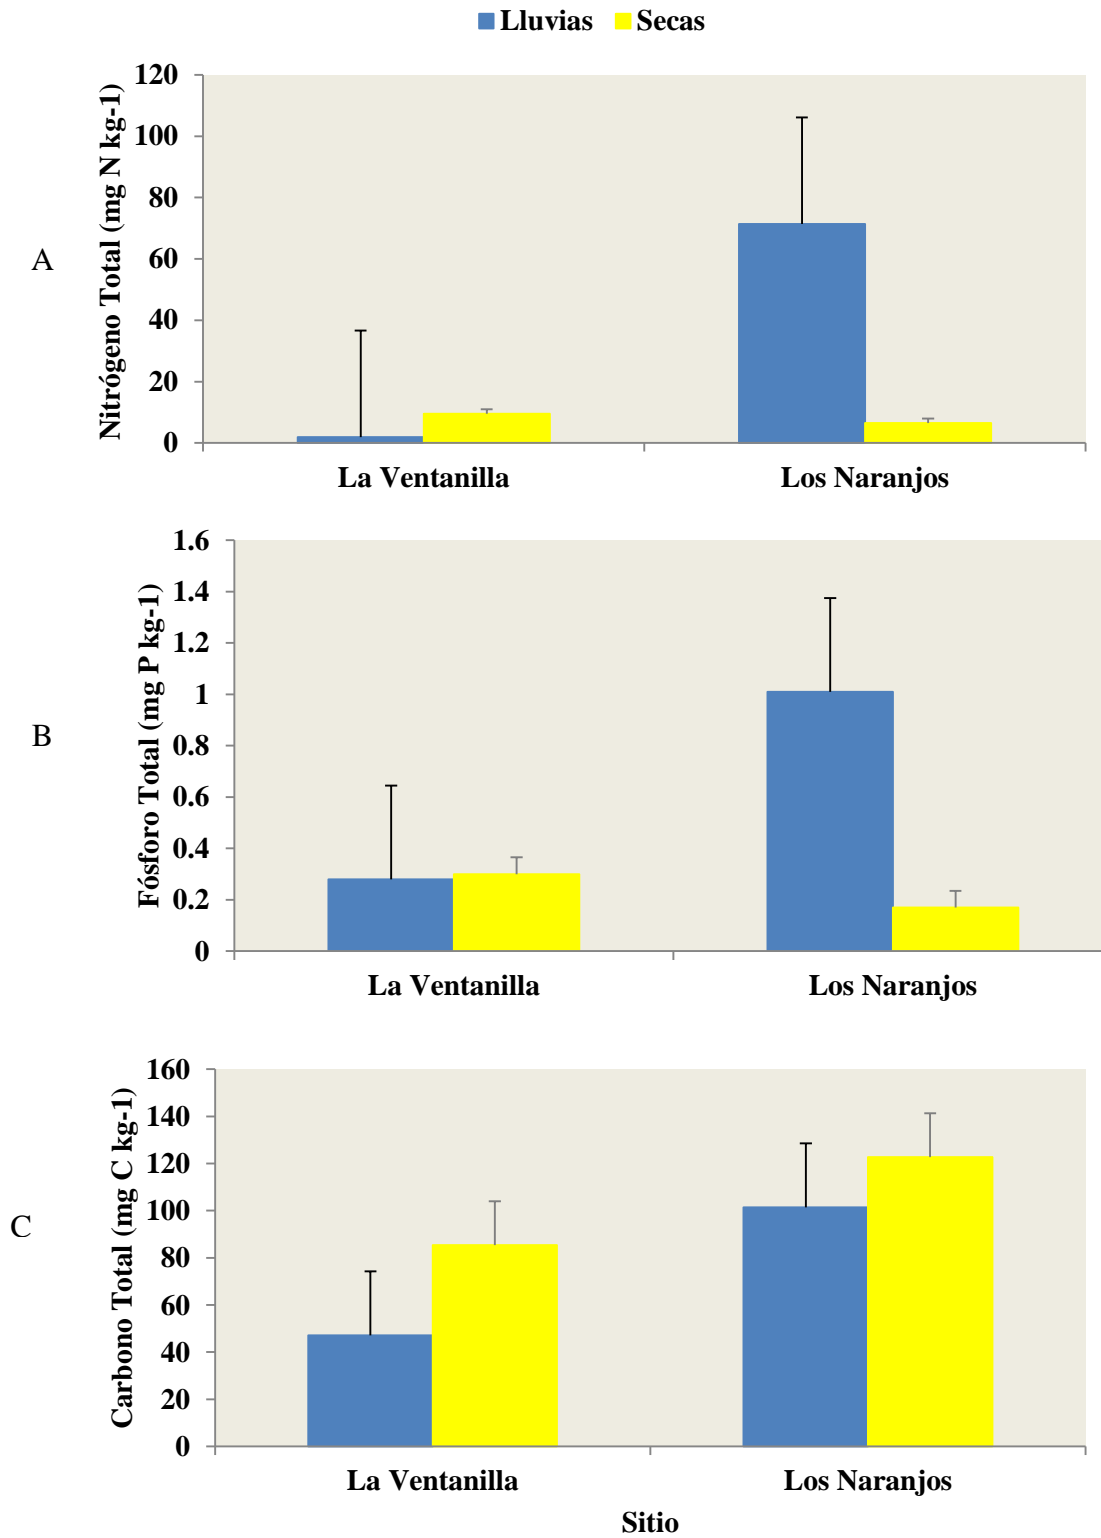 Lluvias Secas
A
Nitrógeno Total (mg N kg-1)
120
100
80
60
40
20
0
La Ventanilla Los Naranjos
B
Fósforo Total (mg P kg-1)
1.6
1.4
1.2
1
0.8
0.6
0.4
0.2
0
La Ventanilla Los Naranjos
C
Carbono Total (mg C kg-1)
160
140
120
100
80
60
40
20
0
La Ventanilla Los Naranjos
Sitio